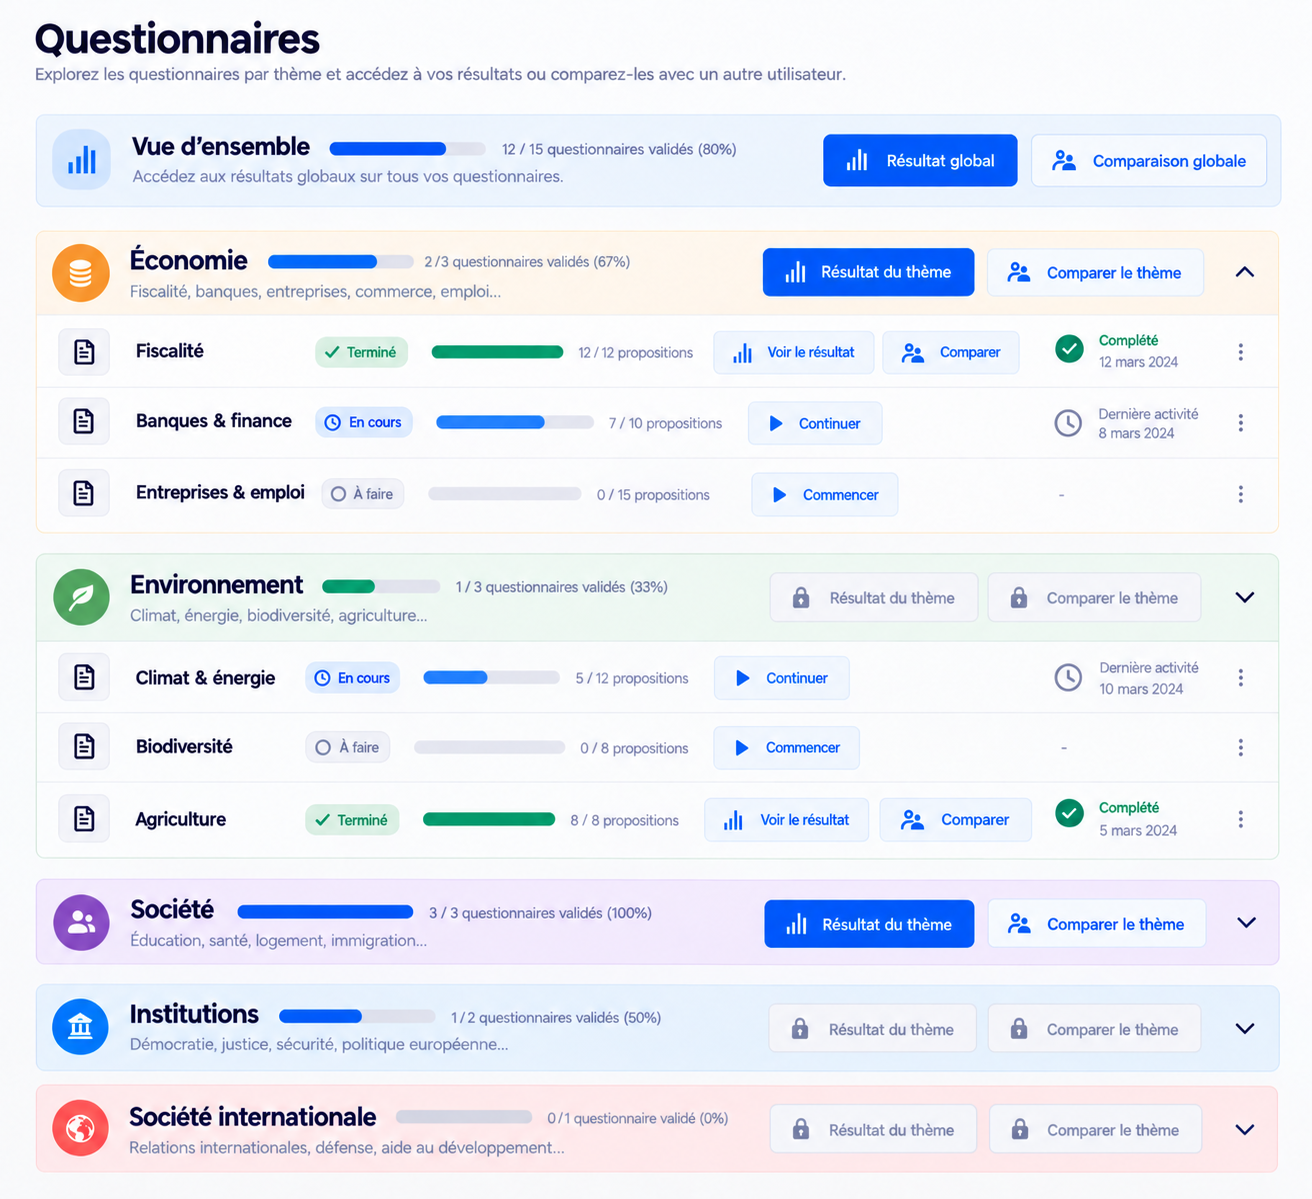 Questionnaires
Explorez les questionnaires par thème et accédez à vos résultats ou comparez-les avec un autre utilisateur.
Vue d'ensemble 12 / 15 questionnaires validés (80%) Résultat global Comparaison globale
Accédez aux résultats globaux sur tous vos questionnaires.
Économie 2 / 3 questionnaires validés (67%) Résultat du thème Comparer le thème
Fiscalité, banques, entreprises, commerce, emploi...
Fiscalité Terminé 12 / 12 propositions Voir le résultat Comparer Complété
12 mars 2024
Banques & finance En cours 7 / 10 propositions Continuer Dernière activité
8 mars 2024
Entreprises & emploi À faire 0 / 15 propositions Commencer -
Environnement 1 / 3 questionnaires validés (33%) Résultat du thème Comparer le thème
Climat, énergie, biodiversité, agriculture...
Climat & énergie En cours 5 / 12 propositions Continuer Dernière activité
10 mars 2024
Biodiversité À faire 0 / 8 propositions Commencer -
Agriculture Terminé 8 / 8 propositions Voir le résultat Comparer Complété
5 mars 2024
Société 3 / 3 questionnaires validés (100%) Résultat du thème Comparer le thème
Éducation, santé, logement, immigration...
Institutions 1 / 2 questionnaires validés (50%) Résultat du thème Comparer le thème
Démocratie, justice, sécurité, politique européenne...
Société internationale 0 / 1 questionnaire validé (0%) Résultat du thème Comparer le thème
Relations internationales, défense, aide au développement...